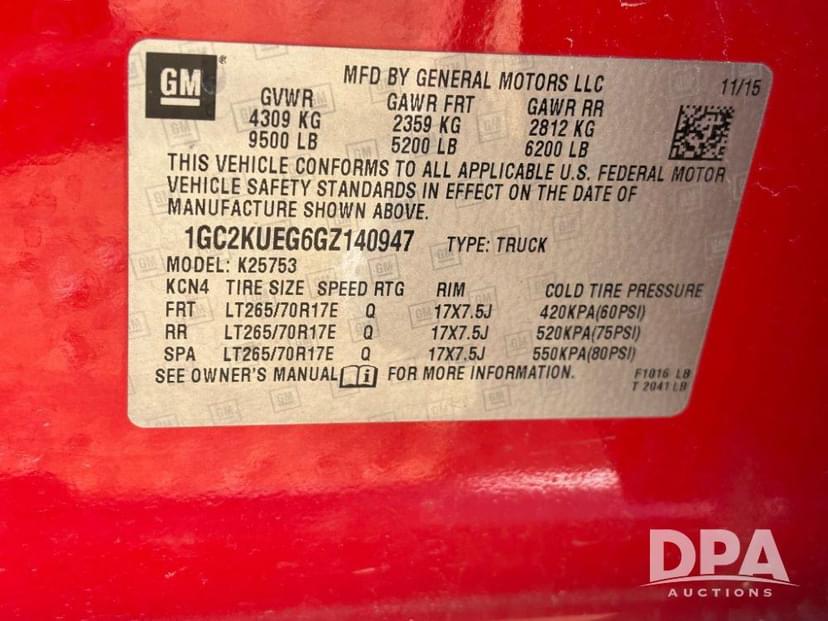 GM®
MFD BY GENERAL MOTORS LLC 11/15
GVWR GAWR FRT GAWR RR
4309 KG 2359 KG 2812 KG
9500 LB 5200 LB 6200 LB
THIS VEHICLE CONFORMS TO ALL APPLICABLE U.S. FEDERAL MOTOR
VEHICLE SAFETY STANDARDS IN EFFECT ON THE DATE OF
MANUFACTURE SHOWN ABOVE.
1GC2KUEG6GZ140947 TYPE: TRUCK
MODEL: K25753
KCN4 TIRE SIZE SPEED RTG RIM COLD TIRE PRESSURE
FRT LT265/70R17E Q 17X7.5J 420KPA(60PSI)
RR LT265/70R17E Q 17X7.5J 520KPA(75PSI)
SPA LT265/70R17E Q 17X7.5J 550KPA(80PSI)
SEE OWNER'S MANUAL i FOR MORE INFORMATION.
F1016 LB
T 2041 LB
DPA
AUCTIONS